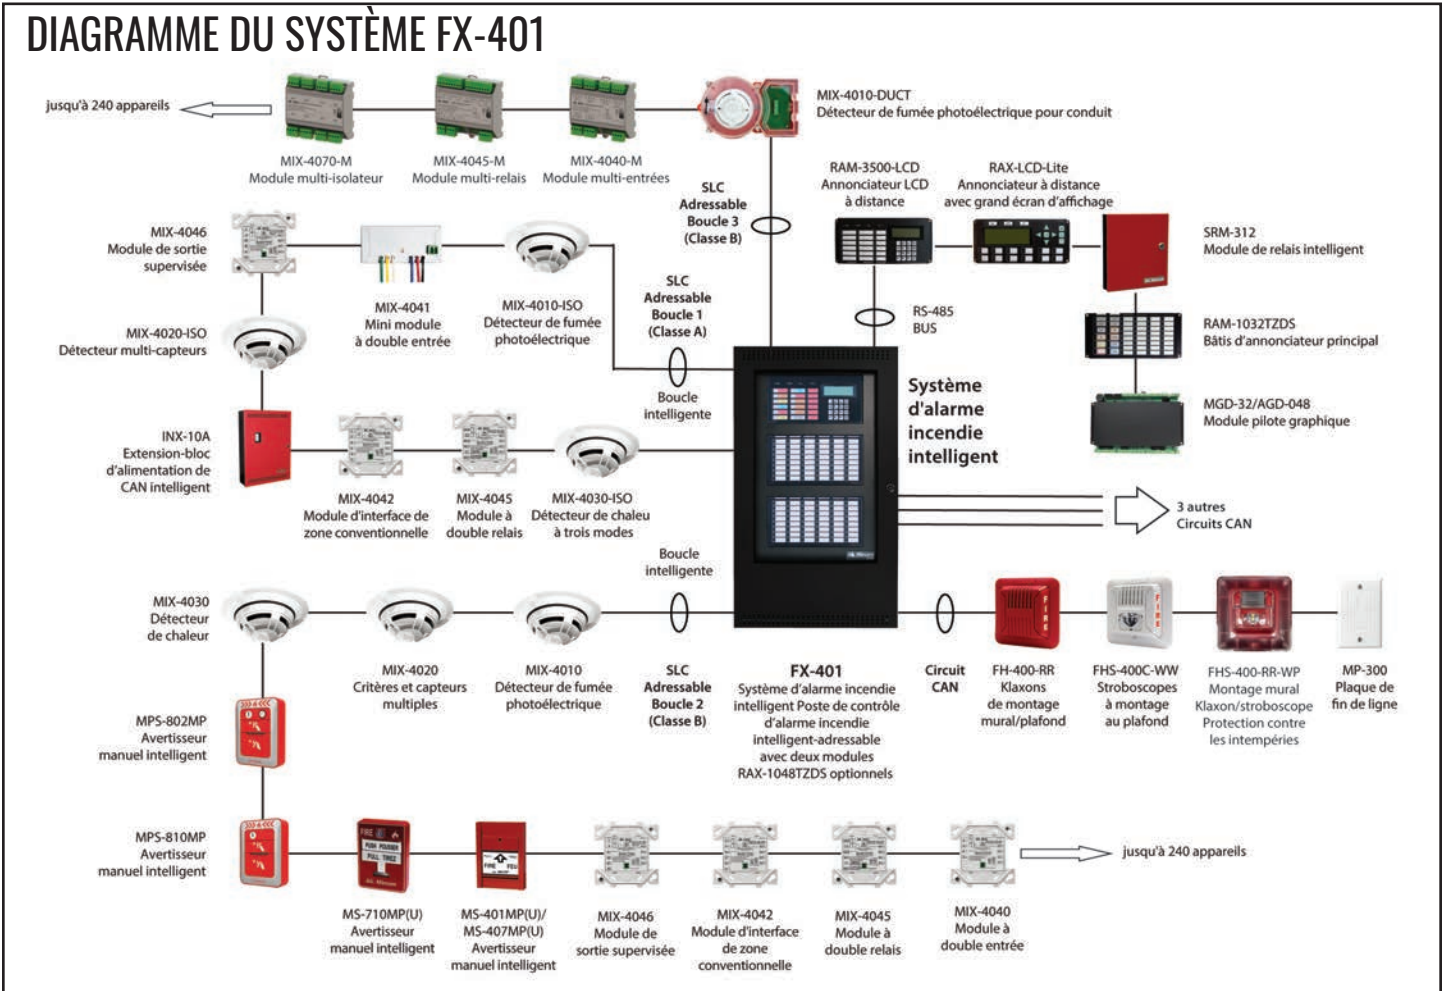 DIAGRAMME DU SYSTÈME FX-401
jusqu'à 240 appareils
MIX-4070-M
Module multi-isolateur
MIX-4045-M
Module multi-relais
MIX-4040-M
Module multi-entrées
MIX-4010-DUCT
Détecteur de fumée photoélectrique pour conduit
SLC
Adressable
Boucle 3
(Classe B)
RAM-3500-LCD
Annonciateur LCD
à distance
RAX-LCD-Lite
Annonciateur à distance
avec grand écran d'affichage
SRM-312
Module de relais intelligent
MIX-4046
Module de sortie
supervisée
MIX-4041
Mini module
à double entrée
MIX-4010-ISO
Détecteur de fumée
photoélectrique
SLC
Adressable
Boucle 1
(Classe A)
Boucle
intelligente
RS-485
BUS
RAM-1032TZDS
Bâtis d'annonciateur principal
MIX-4020-ISO
Détecteur multi-capteurs
Système
d'alarme
incendie
intelligent
MGD-32/AGD-048
Module pilote graphique
INX-10A
Extension-bloc
d'alimentation de
CAN intelligent
MIX-4042
Module d'interface de
zone conventionnelle
MIX-4045
Module à
double relais
MIX-4030-ISO
Détecteur de chaleu
à trois modes
3 autres
Circuits CAN
Boucle
intelligente
MIX-4030
Détecteur
de chaleur
MIX-4020
Critères et capteurs
multiples
MIX-4010
Détecteur de fumée
photoélectrique
SLC
Adressable
Boucle 2
(Classe B)
FX-401
Système d'alarme incendie
intelligent Poste de contrôle
d'alarme incendie
intelligent-adressable
avec deux modules
RAX-1048TZDS optionnels
Circuit
CAN
FIRE
FH-400-RR
Klaxons
de montage
mural/plafond
FIRE
FHS-400C-WW
Stroboscopes
à montage
au plafond
FHS-400-RR-WP
Montage mural
Klaxon/stroboscope
Protection contre
les intempéries
MP-300
Plaque de
fin de ligne
MPS-802MP
Avertisseur
manuel intelligent
MPS-810MP
Avertisseur
manuel intelligent
FIRE
PUSH POUSSER
PULL TIREZ
MS-710MP(U)
Avertisseur
manuel intelligent
FIRE FEU
MS-401MP(U)/
MS-407MP(U)
Avertisseur
manuel intelligent
MIX-4046
Module de
sortie supervisée
MIX-4042
Module d'interface
de zone
conventionnelle
MIX-4045
Module à
double relais
MIX-4040
Module à
double entrée
jusqu'à 240 appareils